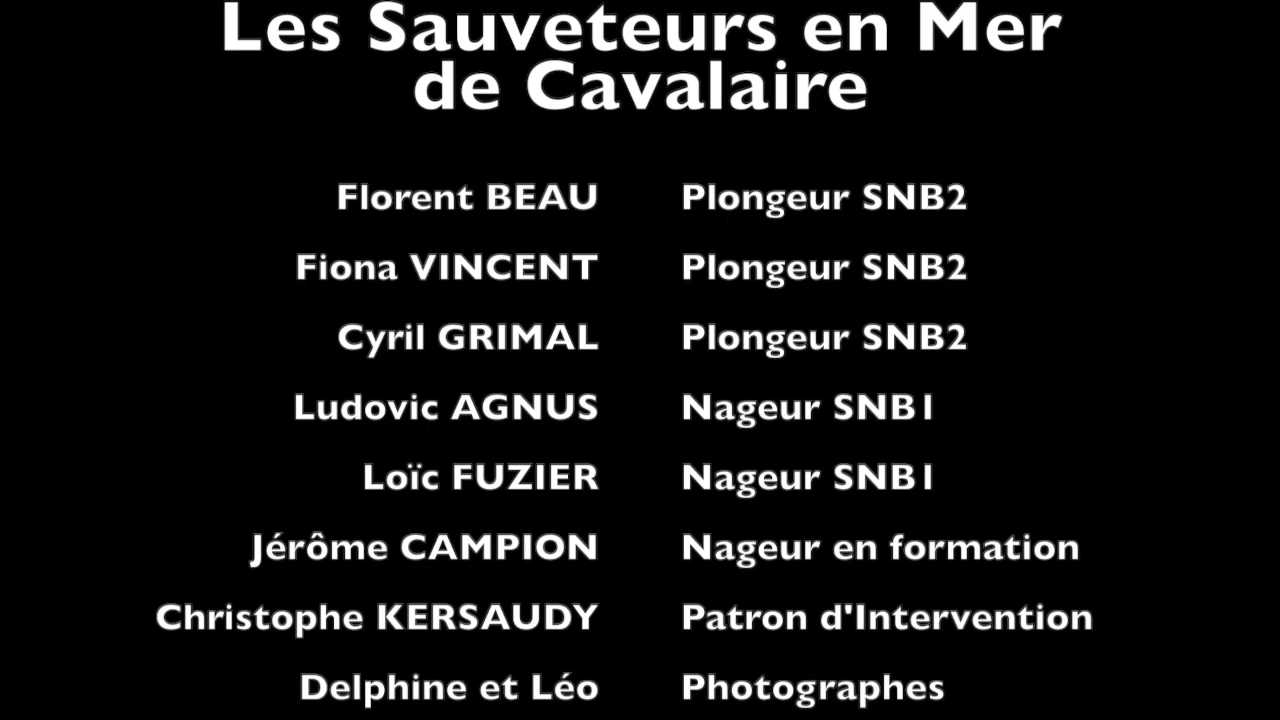 Les Sauveteurs en Mer
de Cavalaire
Florent BEAU Plongeur SNB2
Fiona VINCENT Plongeur SNB2
Cyril GRIMAL Plongeur SNB2
Ludovic AGNUS Nageur SNB1
Loïc FUZIER Nageur SNB1
Jérôme CAMPION Nageur en formation
Christophe KERSAUDY Patron d'Intervention
Delphine et Léo Photographes